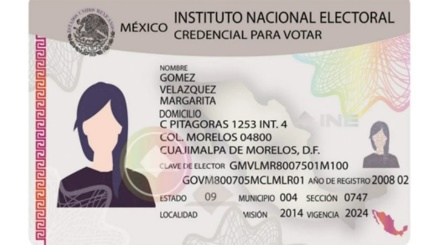 MÉXICO
INSTITUTO NACIONAL ELECTORAL
CREDENCIAL PARA VOTAR
NOMBRE
GOMEZ
VELAZQUEZ
MARGARITA
DOMICILIO
C PITAGORAS 1253 INT. 4
COL. MORELOS 04800
CUAJIMALPA DE MORELOS, D.F.
INE
CLAVE DE ELECTOR GMVLMR8007501M100
GOVM800705MCLMLR01 AÑO DE REGISTRO 2008 02
ESTADO 09 MUNICIPIO 004 SECCIÓN 0747
LOCALIDAD MISIÓN 2014 VIGENCIA 2024